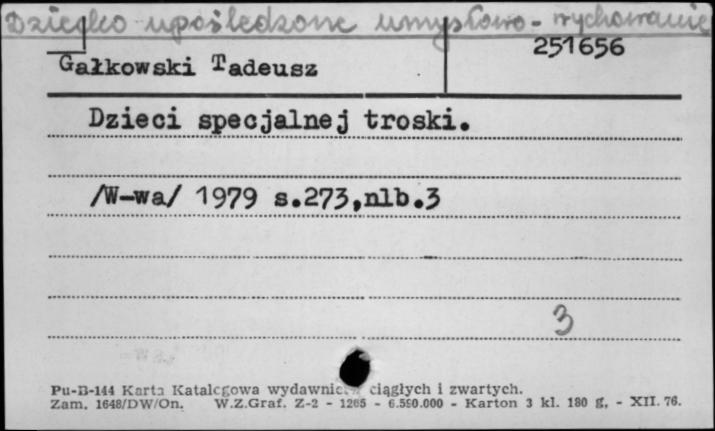 Dziecko upośledzone umysłowo - wychowanie
251656
Gałkowski Tadeusz
Dzieci specjalnej troski.
/W-wa/ 1979 s.273,nlb.3
3
Pu-B-144 Karta Katalogowa wydawnictw ciągłych i zwartych.
Zam. 1648/DW/On. W.Z.Graf. Z-2 - 1265 - 6.590.000 - Karton 3 kl. 180 g. - XII. 76.